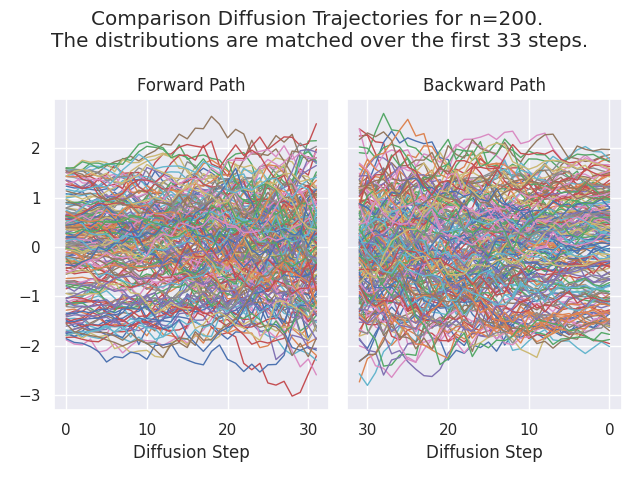 Comparison Diffusion Trajectories for n=200.
The distributions are matched over the first 33 steps.
Forward Path
Backward Path
2
1
0
−1
−2
−3
0 10 20 30
30 20 10 0
Diffusion Step
Diffusion Step